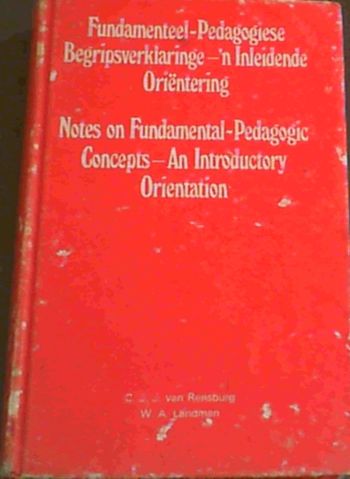 Fundamenteel-Pedagogiese
Begripsverklaringe–'n Inleidende
Oriëntering
Notes on Fundamental-Pedagogic
Concepts–An Introductory
Orientation
C. J. J. van Rensburg
W. A. Landman